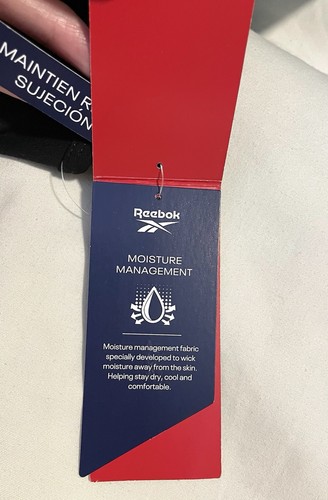 MAINTIEN
SUJECIÓN
Reebok
MOISTURE
MANAGEMENT
Moisture management fabric
specially developed to wick
moisture away from the skin.
Helping stay dry, cool and
comfortable.